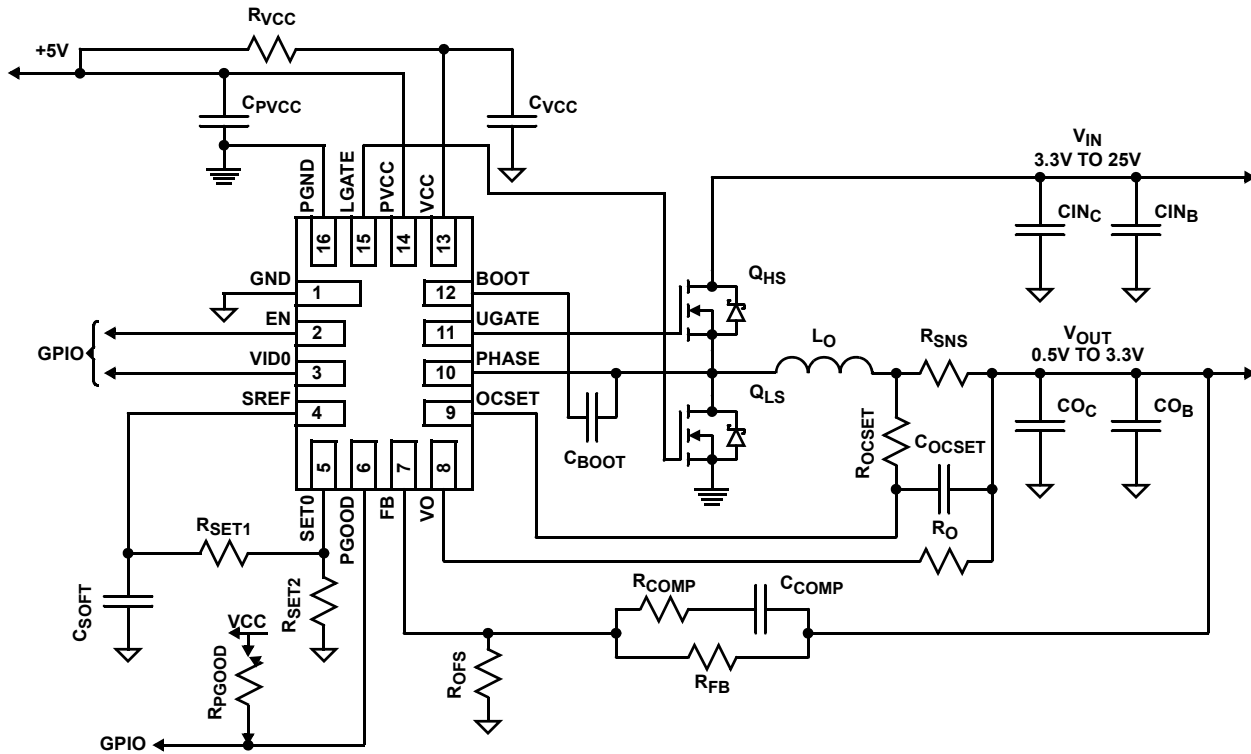 RVCC
+5V
CPVCC
CVCC
PGND
LGATE
PVCC
VCC
16
15
14
13
VIN
3.3V TO 25V
CINC
CINB
GND
1
12
BOOT
QHS
EN
2
11
UGATE
GPIO
VID0
3
10
PHASE
LO
RSNS
VOUT
0.5V TO 3.3V
SREF
4
9
OCSET
QLS
COC
COB
CBOOT
ROCSET
COCSET
5
6
7
8
SET0
PGOOD
FB
VO
RSET1
RO
CSOFT
RSET2
RCOMP
CCOMP
VCC
RPGOOD
ROFS
RFB
GPIO